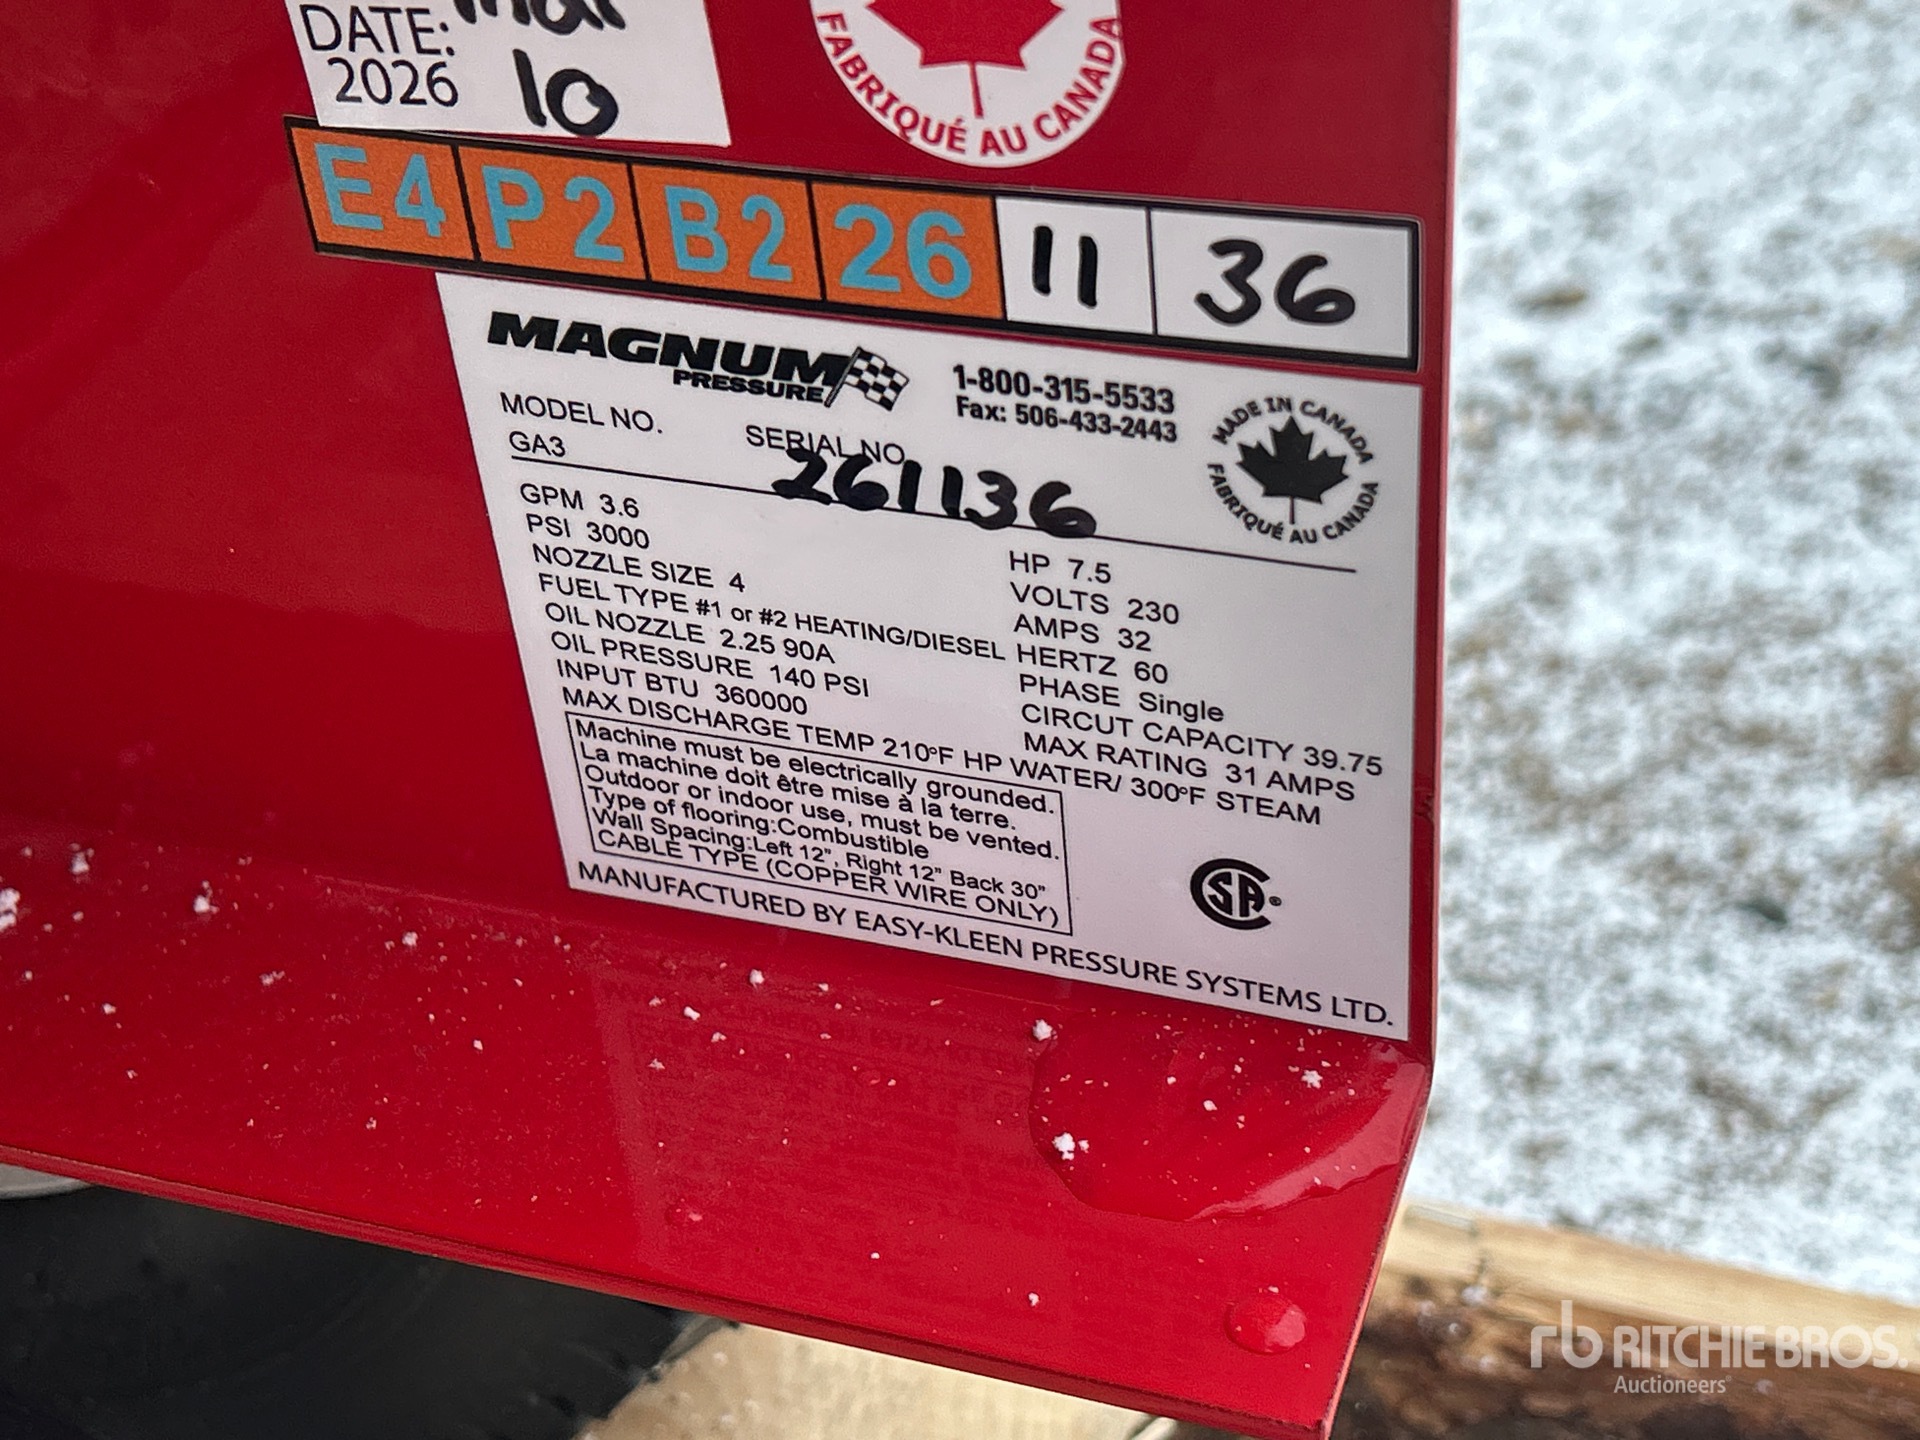 DATE: Mar
2026 10
FABRIQUÉ AU CANADA
E4 P2 B2 26 11 36
MAGNUM
PRESSURE
1-800-315-5533
Fax: 506-433-2443
MADE IN CANADA
FABRIQUÉ AU CANADA
MODEL NO. SERIAL NO.
GA3 261136
GPM 3.6
PSI 3000
NOZZLE SIZE 4
FUEL TYPE #1 or #2 HEATING/DIESEL
OIL NOZZLE 2.25 90A
OIL PRESSURE 140 PSI
INPUT BTU 360000
HP 7.5
VOLTS 230
AMPS 32
HERTZ 60
PHASE Single
CIRCUT CAPACITY 39.75
MAX RATING 31 AMPS
MAX DISCHARGE TEMP 210ºF HP WATER/ 300ºF STEAM
Machine must be electrically grounded.
La machine doit être mise à la terre.
Outdoor or indoor use, must be vented.
Type of flooring:Combustible
Wall Spacing:Left 12", Right 12" Back 30"
CABLE TYPE (COPPER WIRE ONLY)
CSA®
MANUFACTURED BY EASY-KLEEN PRESSURE SYSTEMS LTD.
rb RITCHIE BROS.
Auctioneers